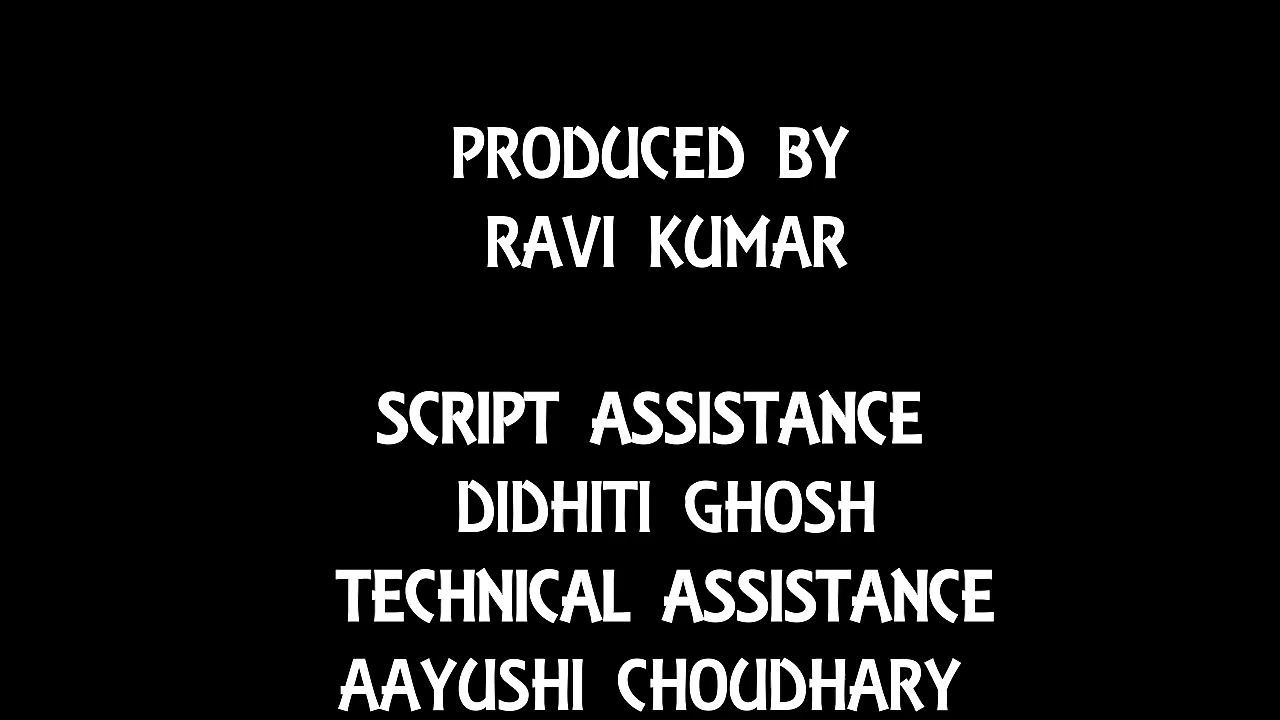 PRODUCED BY
RAVI KUMAR
SCRIPT ASSISTANCE
DIDHITI GHOSH
TECHNICAL ASSISTANCE
AAYUSHI CHOUDHARY